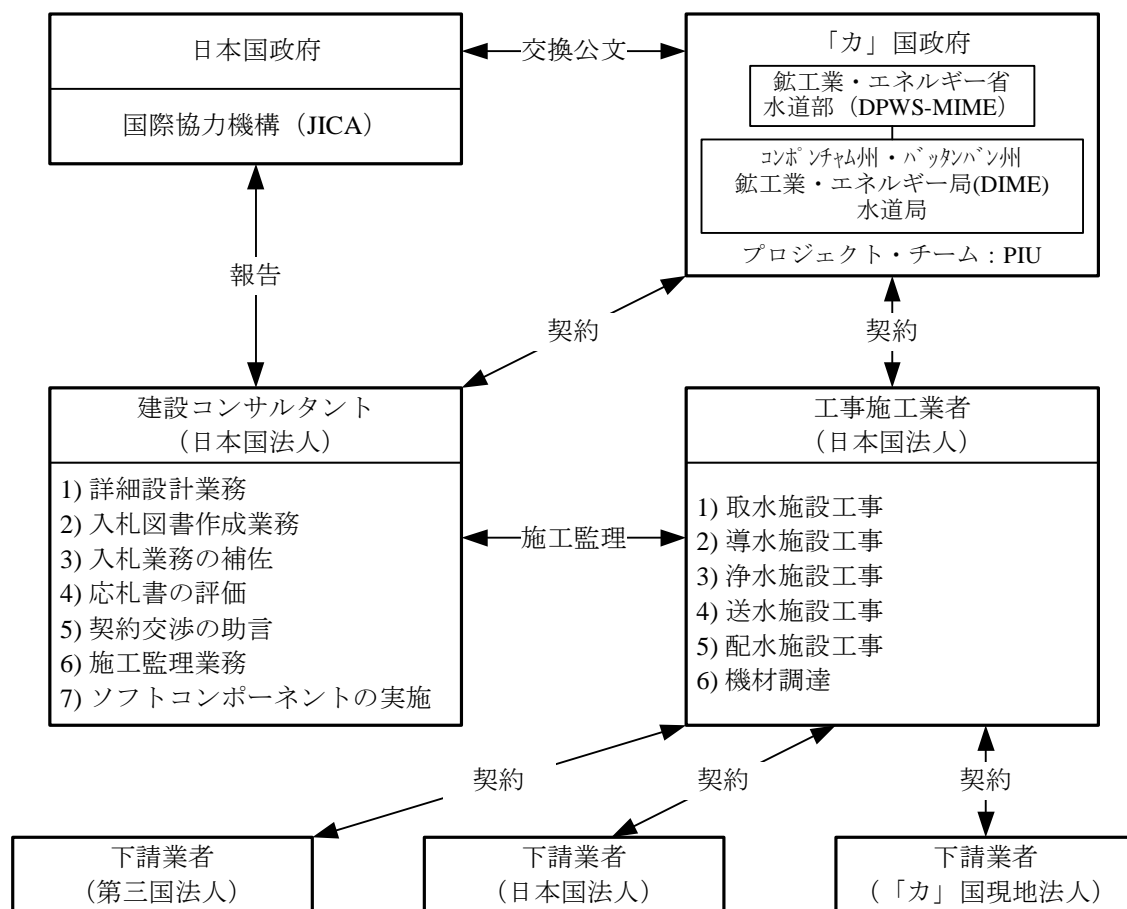 日本国政府
国際協力機構（JICA）
交換公文
「カ」国政府
鉱工業・エネルギー省
水道部（DPWS-MIME）
ｺﾝﾎﾟﾝﾁｬﾑ州・ﾊﾞｯﾀﾝﾊﾞﾝ州
鉱工業・エネルギー局(DIME)
水道局
プロジェクト・チーム：PIU
報告
契約
契約
建設コンサルタント
（日本国法人）
1) 詳細設計業務
2) 入札図書作成業務
3) 入札業務の補佐
4) 応札書の評価
5) 契約交渉の助言
6) 施工監理業務
7) ソフトコンポーネントの実施
施工監理
工事施工業者
（日本国法人）
1) 取水施設工事
2) 導水施設工事
3) 浄水施設工事
4) 送水施設工事
5) 配水施設工事
6) 機材調達
契約
契約
契約
下請業者
（第三国法人）
下請業者
（日本国法人）
下請業者
（「カ」国現地法人）